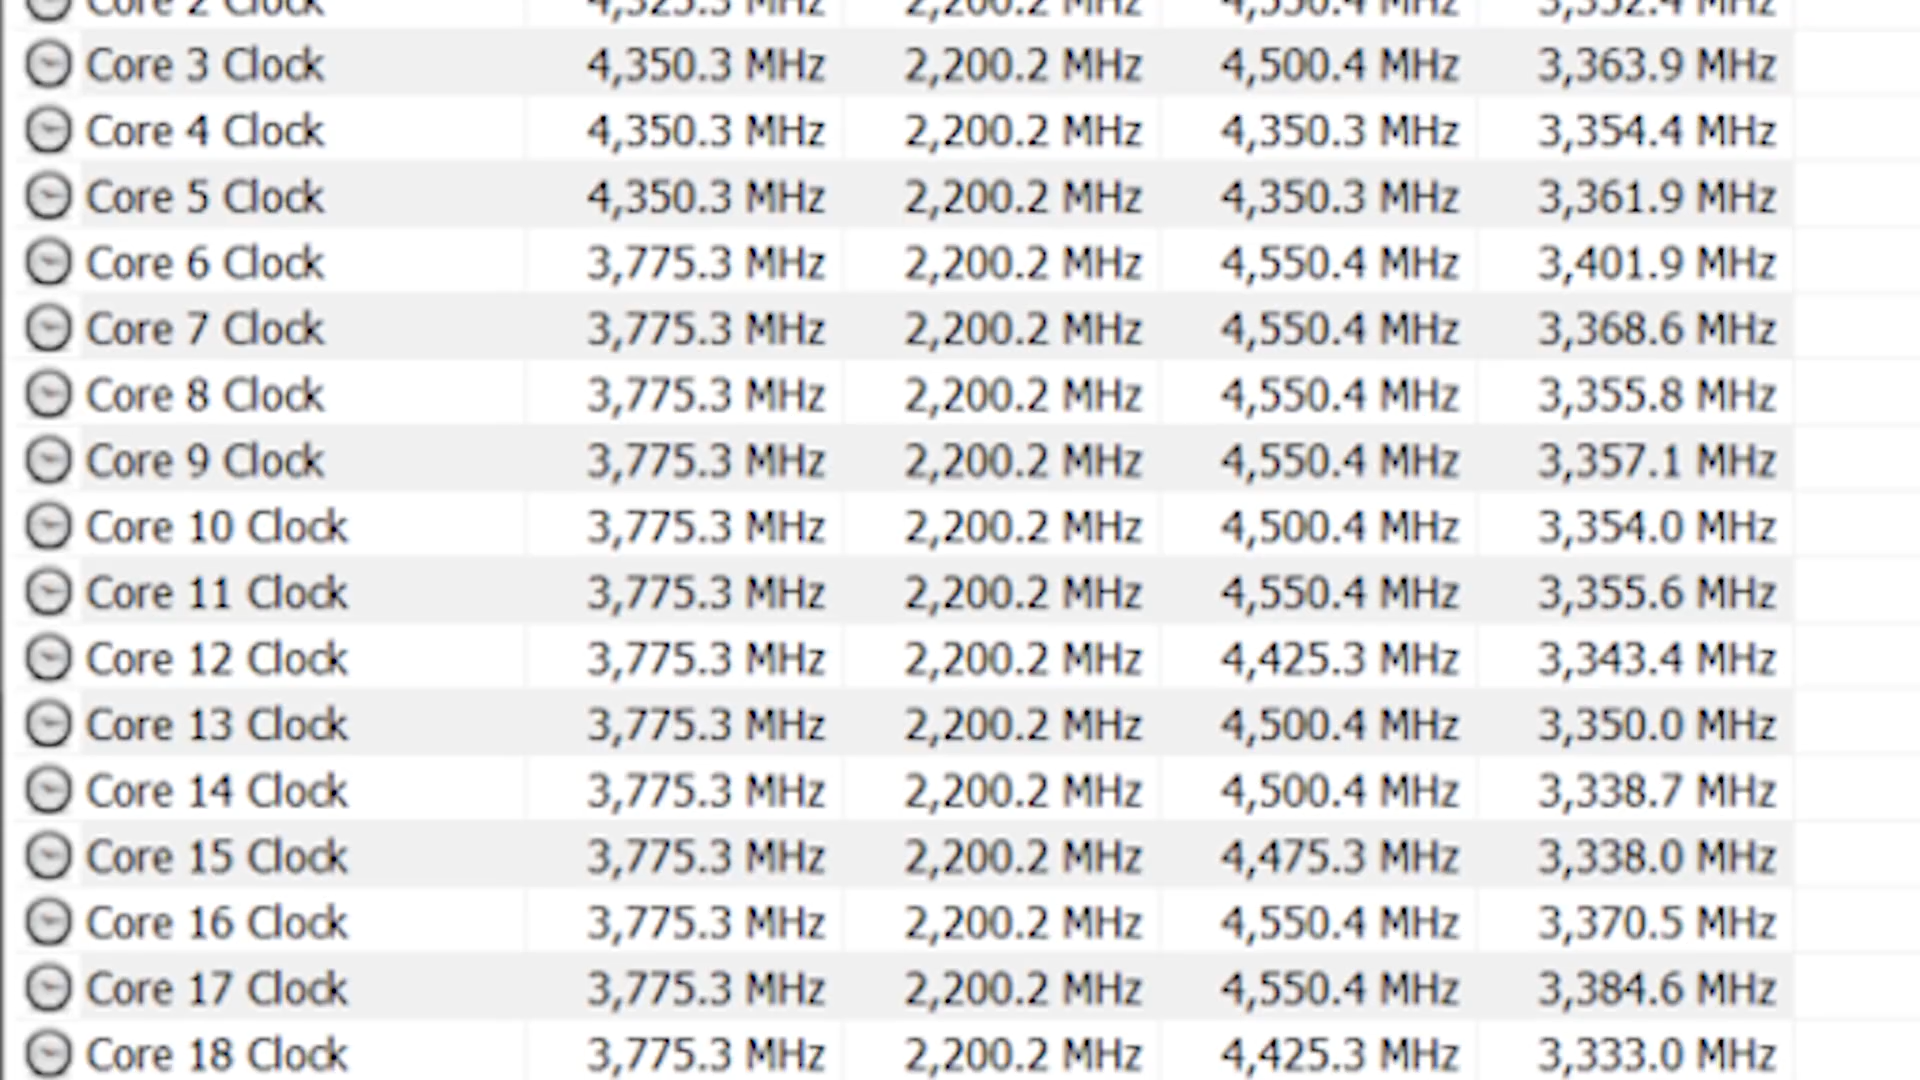 Core 2 Clock 4,325.3 MHz 2,200.2 MHz 4,550.4 MHz 3,352.4 MHz
Core 3 Clock 4,350.3 MHz 2,200.2 MHz 4,500.4 MHz 3,363.9 MHz
Core 4 Clock 4,350.3 MHz 2,200.2 MHz 4,350.3 MHz 3,354.4 MHz
Core 5 Clock 4,350.3 MHz 2,200.2 MHz 4,350.3 MHz 3,361.9 MHz
Core 6 Clock 3,775.3 MHz 2,200.2 MHz 4,550.4 MHz 3,401.9 MHz
Core 7 Clock 3,775.3 MHz 2,200.2 MHz 4,550.4 MHz 3,368.6 MHz
Core 8 Clock 3,775.3 MHz 2,200.2 MHz 4,550.4 MHz 3,355.8 MHz
Core 9 Clock 3,775.3 MHz 2,200.2 MHz 4,550.4 MHz 3,357.1 MHz
Core 10 Clock 3,775.3 MHz 2,200.2 MHz 4,500.4 MHz 3,354.0 MHz
Core 11 Clock 3,775.3 MHz 2,200.2 MHz 4,550.4 MHz 3,355.6 MHz
Core 12 Clock 3,775.3 MHz 2,200.2 MHz 4,425.3 MHz 3,343.4 MHz
Core 13 Clock 3,775.3 MHz 2,200.2 MHz 4,500.4 MHz 3,350.0 MHz
Core 14 Clock 3,775.3 MHz 2,200.2 MHz 4,500.4 MHz 3,338.7 MHz
Core 15 Clock 3,775.3 MHz 2,200.2 MHz 4,475.3 MHz 3,338.0 MHz
Core 16 Clock 3,775.3 MHz 2,200.2 MHz 4,550.4 MHz 3,370.5 MHz
Core 17 Clock 3,775.3 MHz 2,200.2 MHz 4,550.4 MHz 3,384.6 MHz
Core 18 Clock 3,775.3 MHz 2,200.2 MHz 4,425.3 MHz 3,333.0 MHz